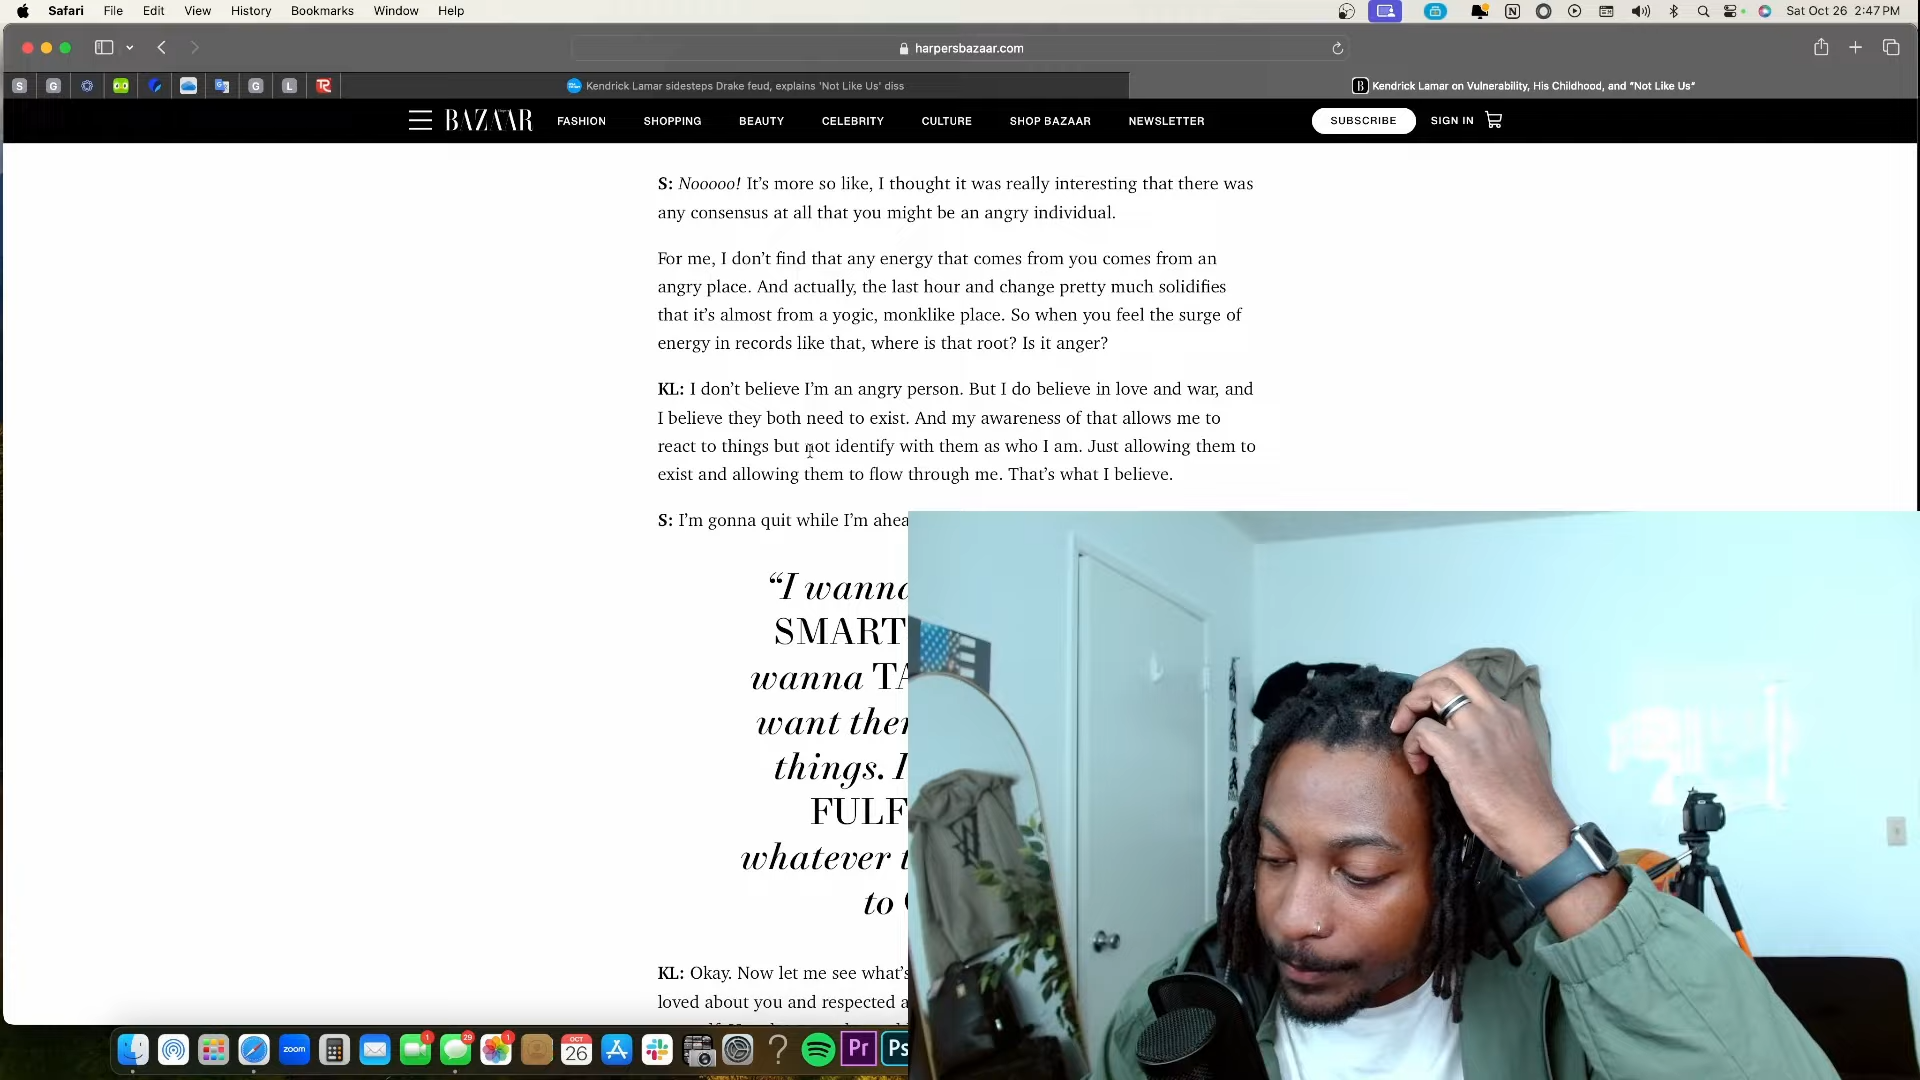 Safari File Edit View History Bookmarks Window Help Sat Oct 26 2:47 PM
harpersbazaar.com
Kendrick Lamar sidesteps Drake feud, explains 'Not Like Us' diss
Kendrick Lamar on Vulnerability, His Childhood, and “Not Like Us”
BAZAAR FASHION SHOPPING BEAUTY CELEBRITY CULTURE SHOP BAZAAR NEWSLETTER SUBSCRIBE SIGN IN
S: Nooooo! It’s more so like, I thought it was really interesting that there was
any consensus at all that you might be an angry individual.
For me, I don’t find that any energy that comes from you comes from an
angry place. And actually, the last hour and change pretty much solidifies
that it’s almost from a yogic, monklike place. So when you feel the surge of
energy in records like that, where is that root? Is it anger?
KL: I don’t believe I’m an angry person. But I do believe in love and war, and
I believe they both need to exist. And my awareness of that allows me to
react to things but not identify with them as who I am. Just allowing them to
exist and allowing them to flow through me. That’s what I believe.
S: I’m gonna quit while I’m ahea
“I wanna
SMART
wanna TA
want ther
things. I
FULF
whatever t
to
KL: Okay. Now let me see what’s
loved about you and respected a
zoom
OCT
26
Pr
Ps